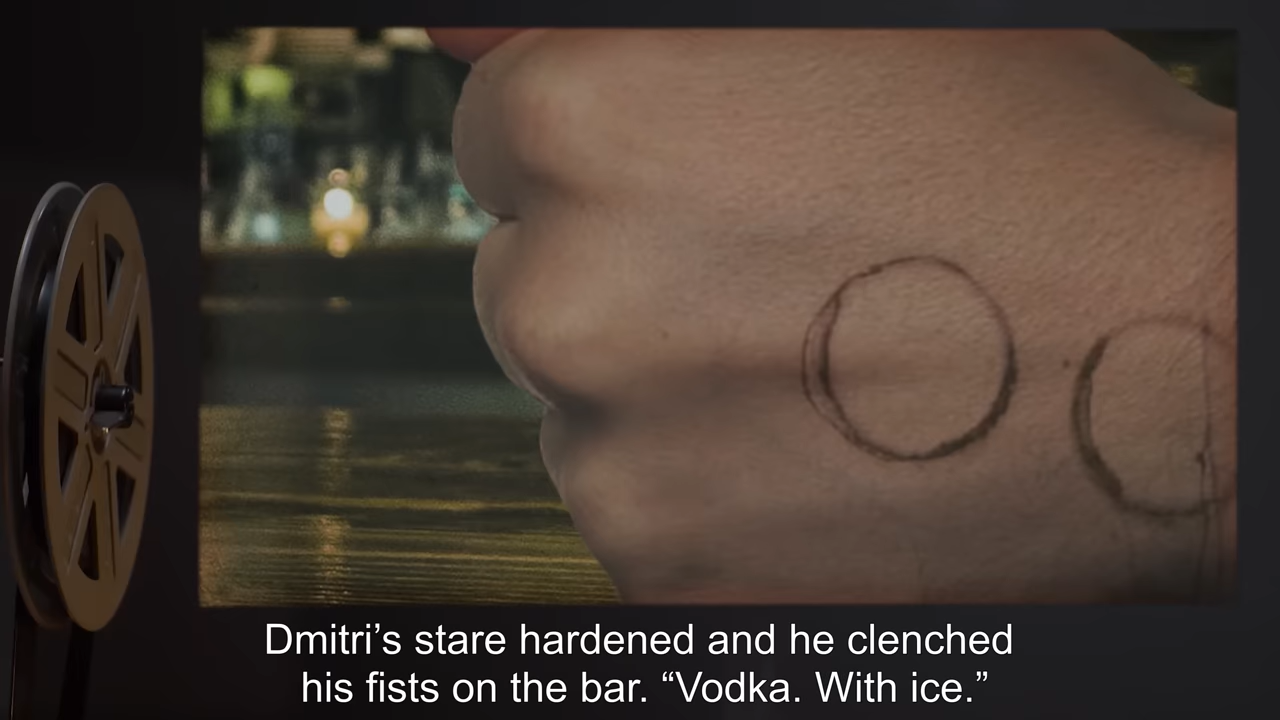 Dmitri’s stare hardened and he clenched
his fists on the bar. “Vodka. With ice.”